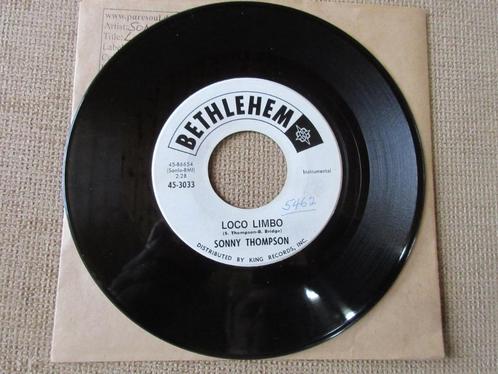 www.puresoul.
Artist:
Title:
Label
BETHLEHEM
45-86654
(Sonlo-BMI)
2:28
45-3033
Instrumental
5462
LOCO LIMBO
(S. Thompson-B. Bridge)
SONNY THOMPSON
DISTRIBUTED BY KING RECORDS, INC.